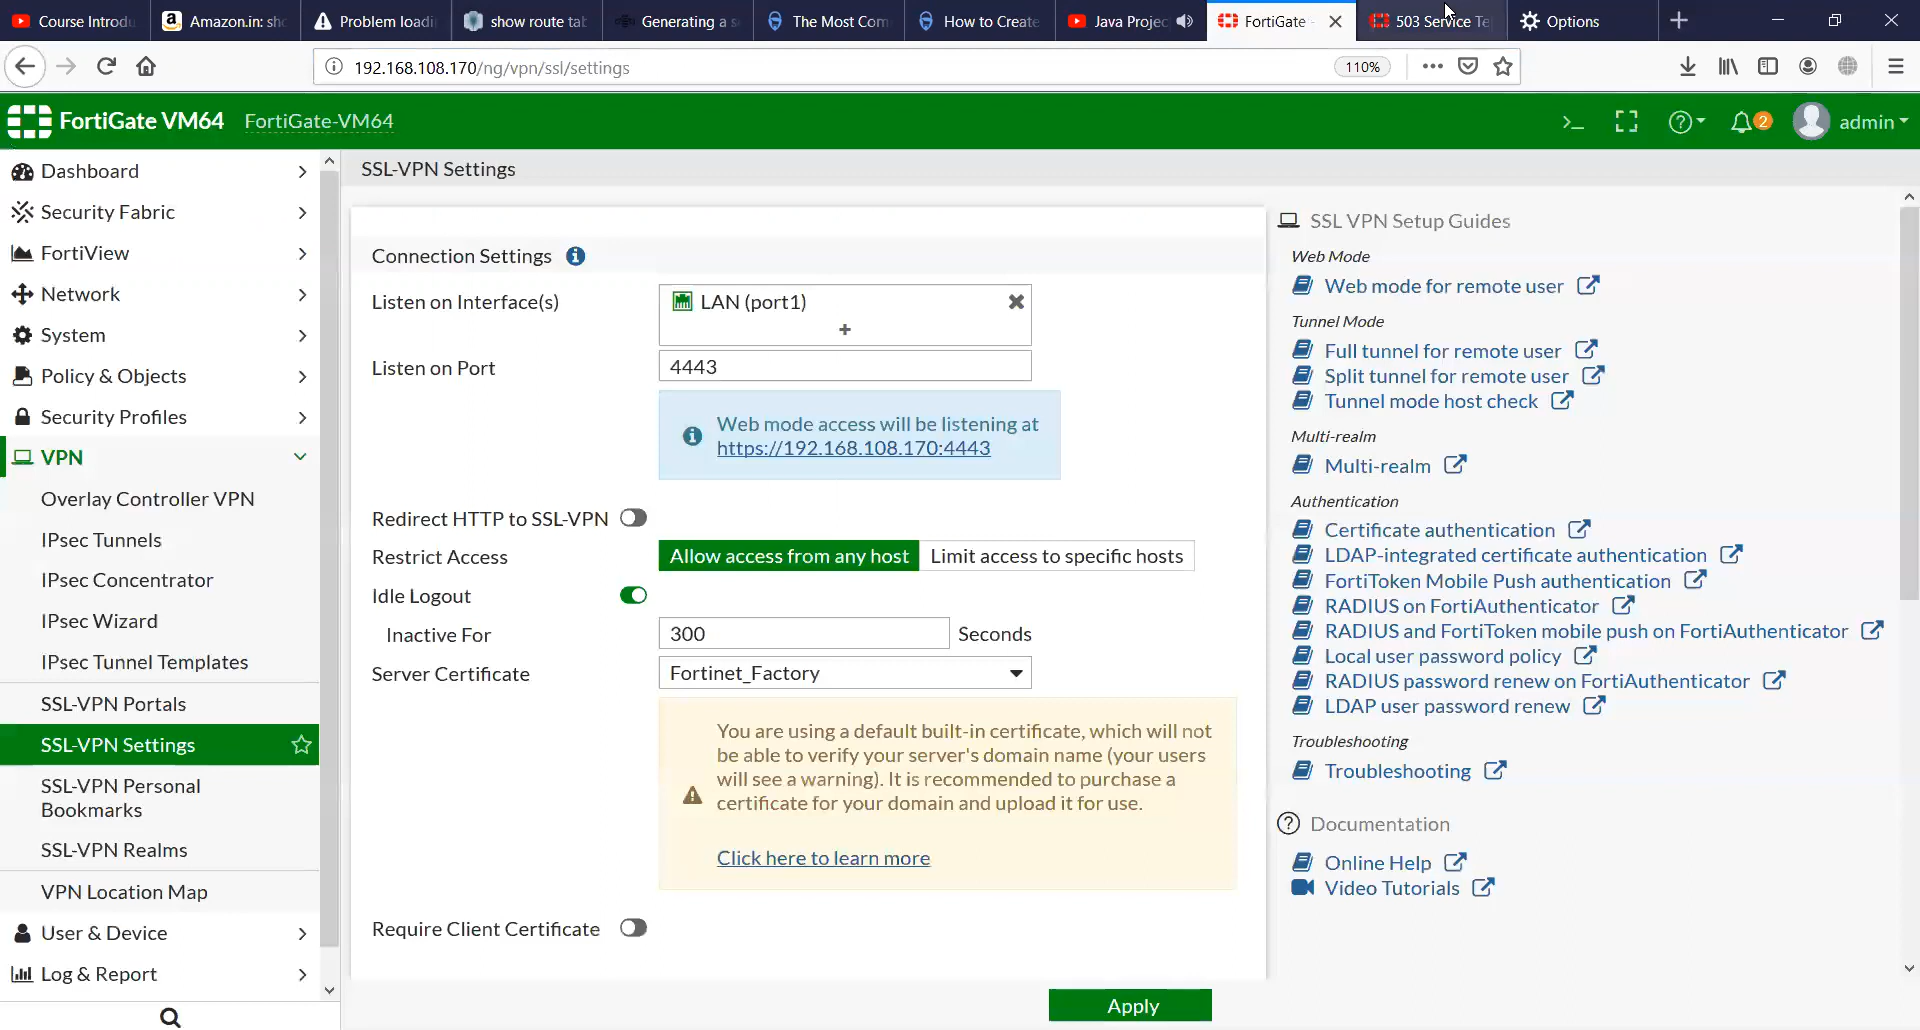 Course Introdu
Amazon.in: sho
Problem loadi
show route tab
Generating a s
The Most Com
How to Create
Java Projec
FortiGate
503 Service Te
Options
192.168.108.170/ng/vpn/ssl/settings
110%
FortiGate VM64
FortiGate-VM64
2
admin
Dashboard
Security Fabric
FortiView
Network
System
Policy & Objects
Security Profiles
VPN
Overlay Controller VPN
IPsec Tunnels
IPsec Concentrator
IPsec Wizard
IPsec Tunnel Templates
SSL-VPN Portals
SSL-VPN Settings
SSL-VPN Personal
Bookmarks
SSL-VPN Realms
VPN Location Map
User & Device
Log & Report
SSL-VPN Settings
Connection Settings
Listen on Interface(s)
LAN (port1)
Listen on Port
4443
Web mode access will be listening at
https://192.168.108.170:4443
Redirect HTTP to SSL-VPN
Restrict Access
Allow access from any host
Limit access to specific hosts
Idle Logout
Inactive For
300
Seconds
Server Certificate
Fortinet_Factory
You are using a default built-in certificate, which will not
be able to verify your server's domain name (your users
will see a warning). It is recommended to purchase a
certificate for your domain and upload it for use.
Click here to learn more
Require Client Certificate
Apply
SSL VPN Setup Guides
Web Mode
Web mode for remote user
Tunnel Mode
Full tunnel for remote user
Split tunnel for remote user
Tunnel mode host check
Multi-realm
Multi-realm
Authentication
Certificate authentication
LDAP-integrated certificate authentication
FortiToken Mobile Push authentication
RADIUS on FortiAuthenticator
RADIUS and FortiToken mobile push on FortiAuthenticator
Local user password policy
RADIUS password renew on FortiAuthenticator
LDAP user password renew
Troubleshooting
Troubleshooting
Documentation
Online Help
Video Tutorials